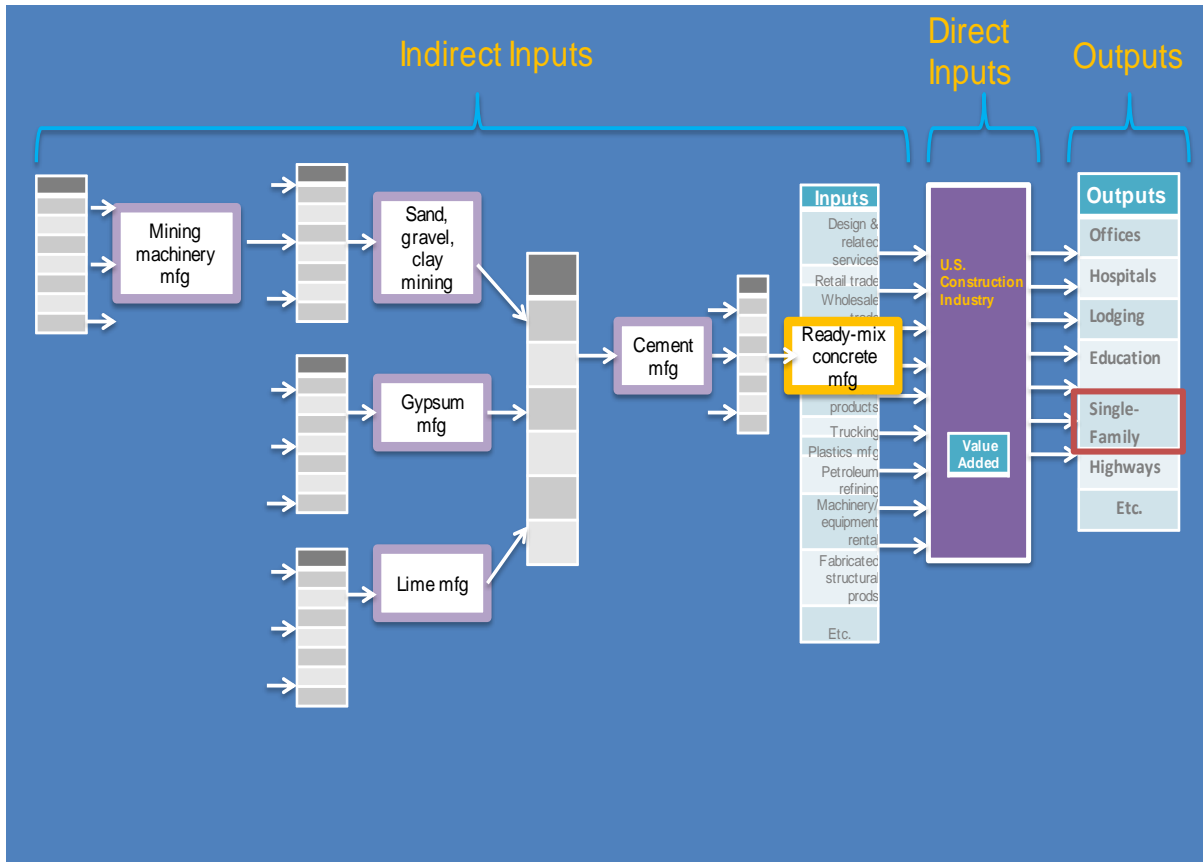 Indirect Inputs
Direct
Inputs
Outputs
Mining
machinery
mfg
Sand,
gravel,
clay
mining
Gypsum
mfg
Lime mfg
Cement
mfg
Inputs
Design &
related
services
Retail trade
Wholesale
Ready-mix
concrete
mfg
products
Trucking
Plastics mfg
Petroleum
refining
Machinery/
equipment
rental
Fabricated
structural
prods
Etc.
U.S.
Construction
Industry
Value
Added
Outputs
Offices
Hospitals
Lodging
Education
Single-
Family
Highways
Etc.